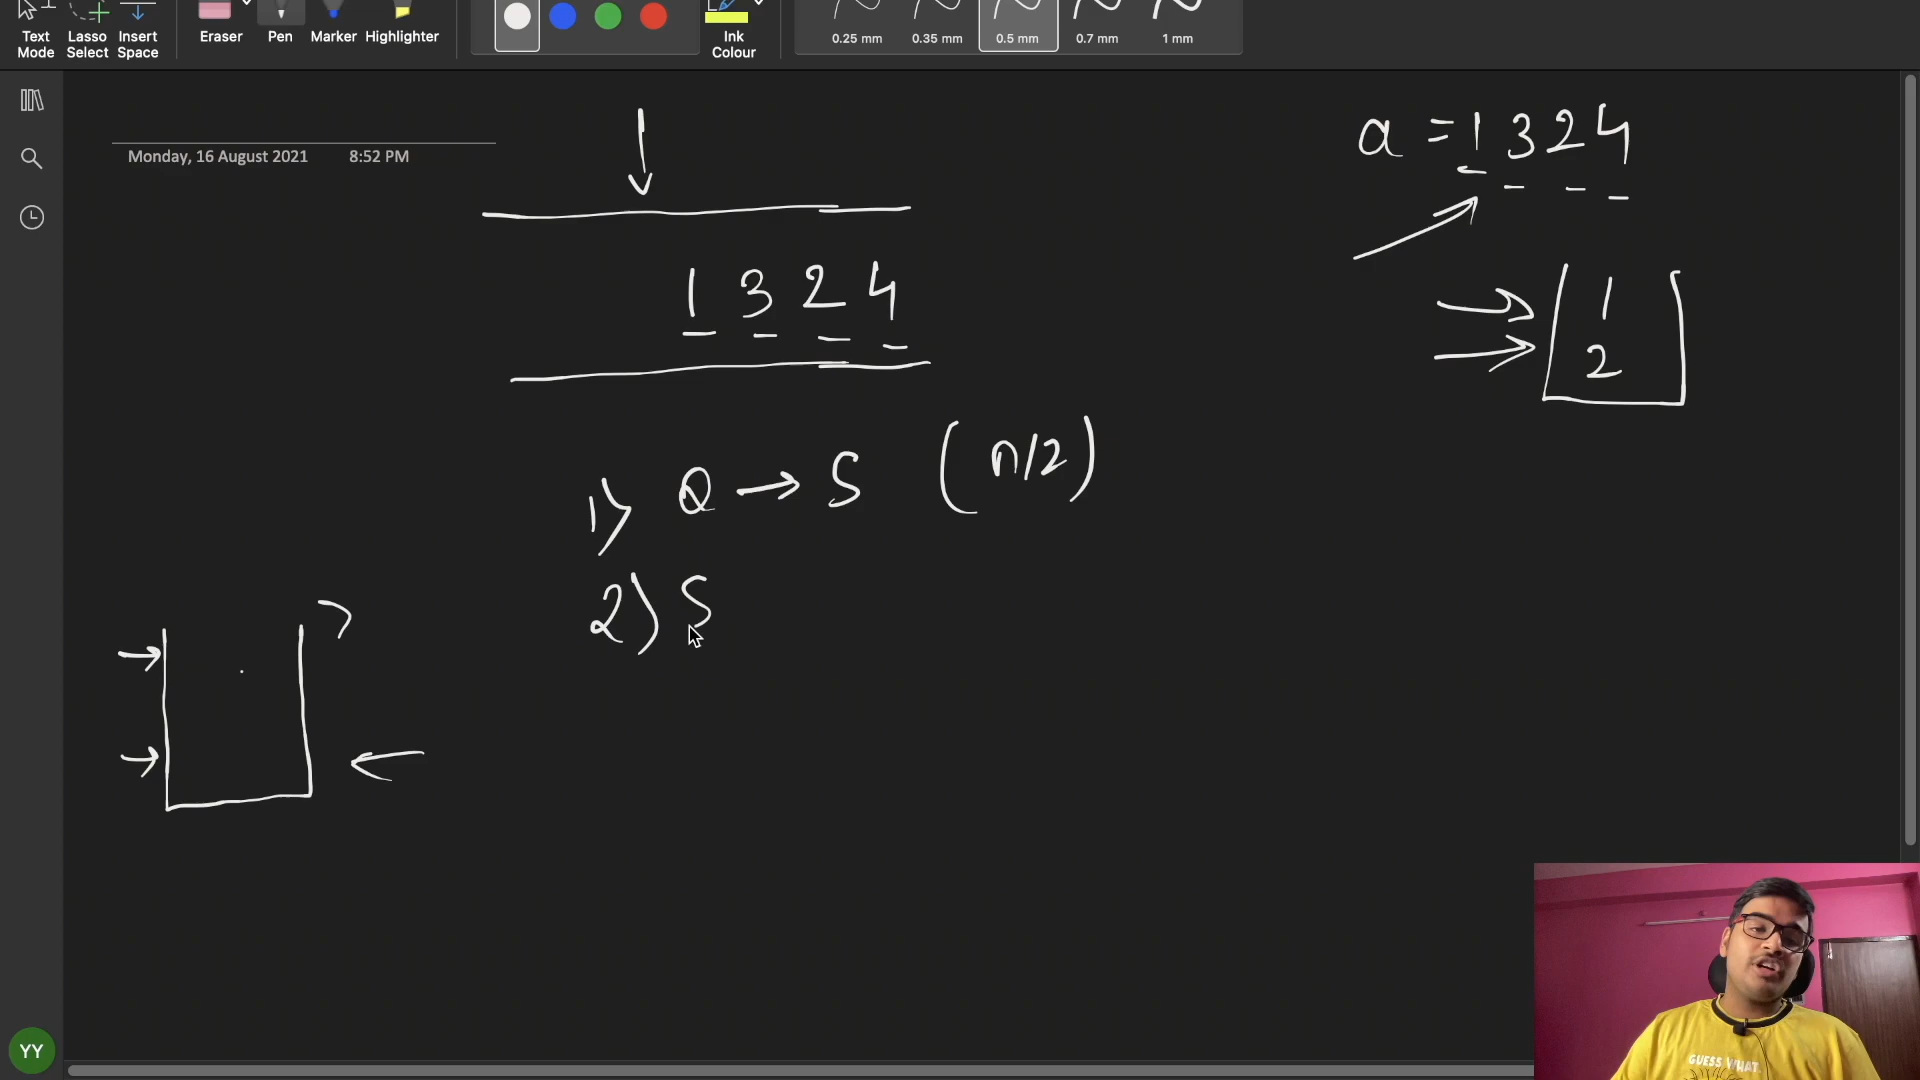 Text Mode
Lasso Select
Insert Space
Eraser
Pen
Marker
Highlighter
Ink Colour
0.25 mm
0.35 mm
0.5 mm
0.7 mm
1 mm
Monday, 16 August 2021 8:52 PM
a = 1 3 2 4
1 3 2 4
1
2
1) Q → S (n/2)
2) S
YY
GUESS WHAT